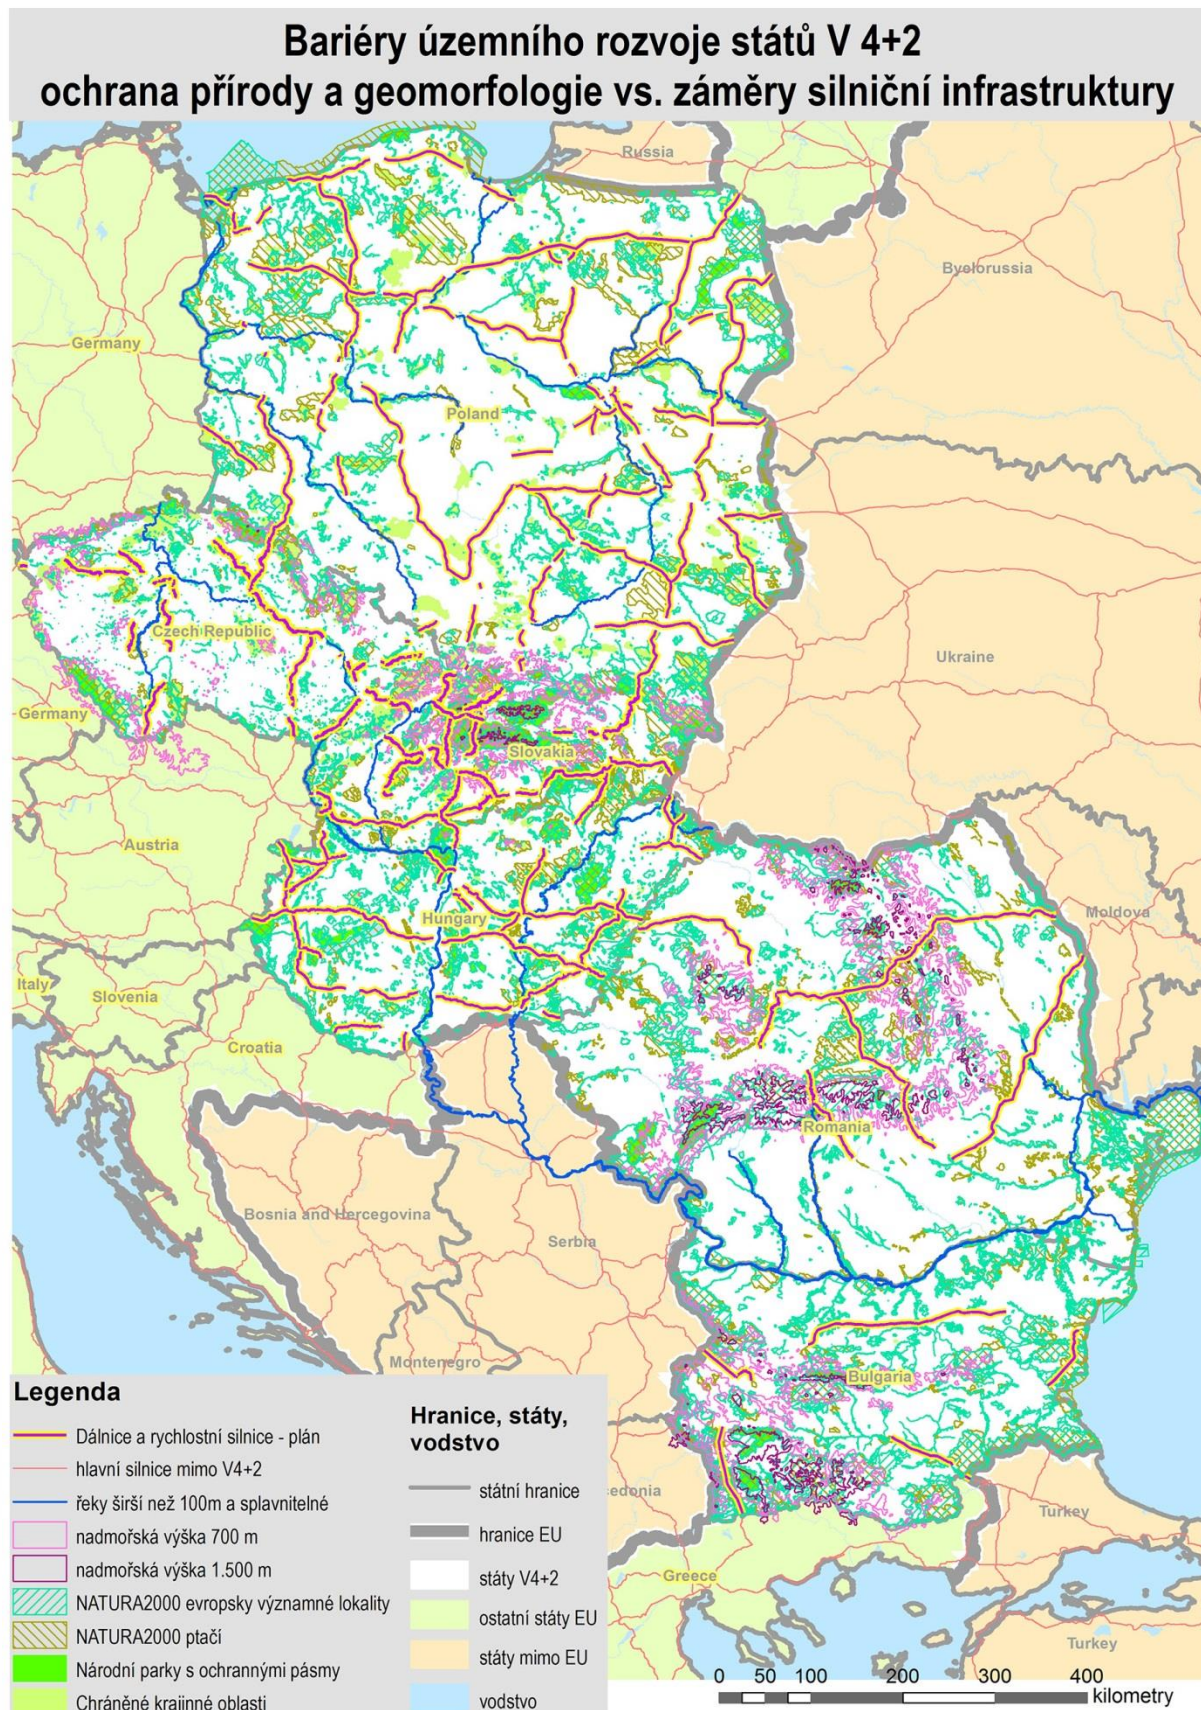 Bariéry územního rozvoje států V 4+2
ochrana přírody a geomorfologie vs. záměry silniční infrastruktury
Russia
Byelorussia
Germany
Poland
Czech Republic
Ukraine
Germany
Slovakia
Austria
Hungary
Moldova
Italy
Slovenia
Croatia
Romania
Bosnia and Hercegovina
Serbia
Montenegro
Bulgaria
cedonia
Turkey
Greece
Turkey
Legenda
Dálnice a rychlostní silnice - plán
hlavní silnice mimo V4+2
řeky širší než 100m a splavnitelné
nadmořská výška 700 m
nadmořská výška 1.500 m
NATURA2000 evropsky významné lokality
NATURA2000 ptačí
Národní parky s ochrannými pásmy
Chráněné krajinné oblasti
Hranice, státy,
vodstvo
státní hranice
hranice EU
státy V4+2
ostatní státy EU
státy mimo EU
vodstvo
0 50 100 200 300 400
kilometry